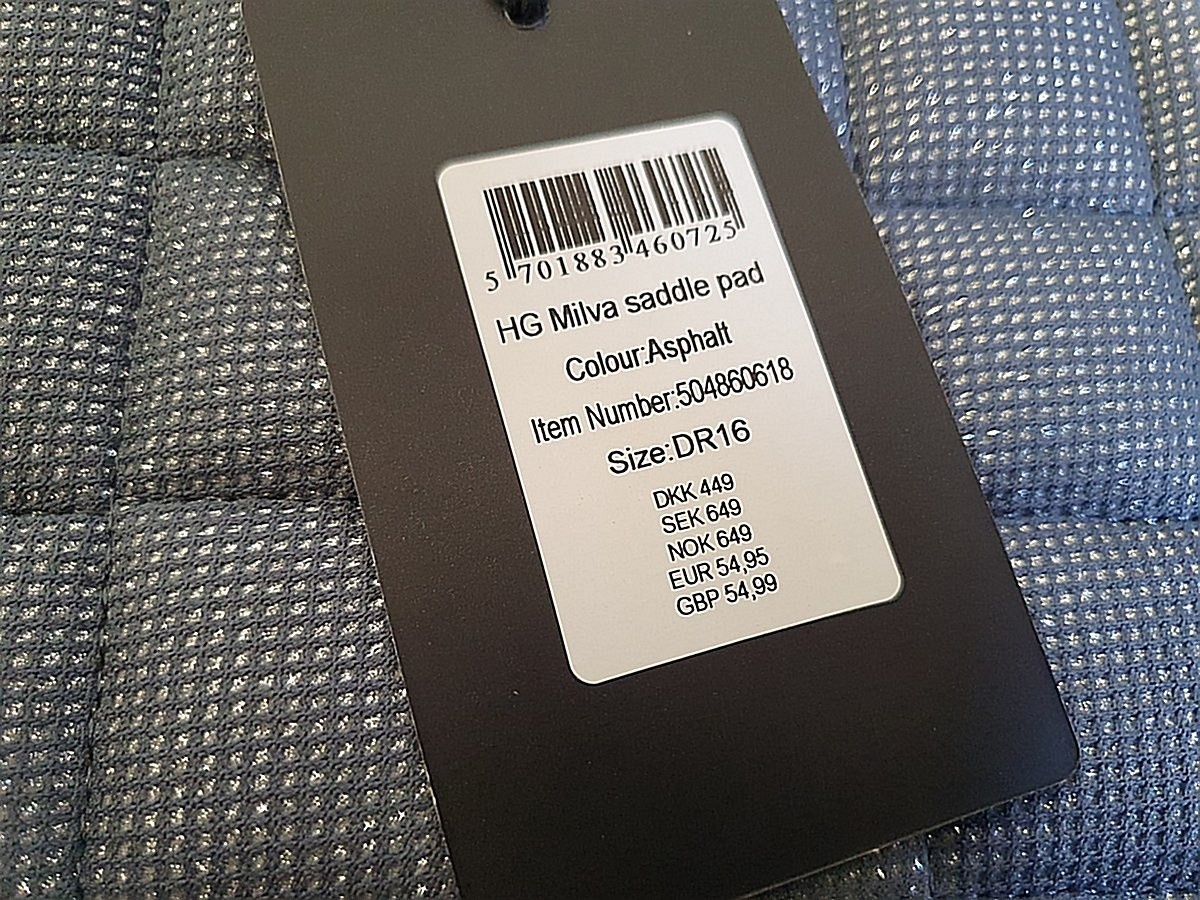 5 701883 460725
HG Milva saddle pad
Colour:Asphalt
Item Number:504860618
Size:DR16
DKK 449
SEK 649
NOK 649
EUR 54,95
GBP 54,99